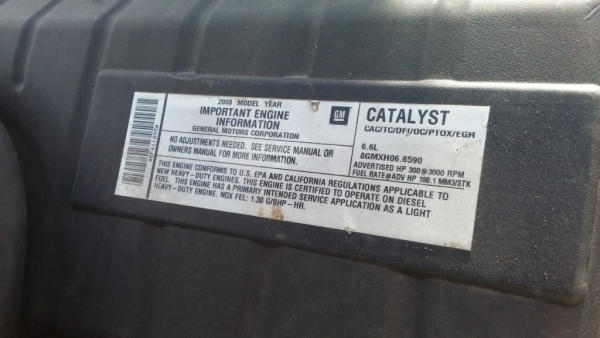 2008 MODEL YEAR
IMPORTANT ENGINE
INFORMATION
GENERAL MOTORS CORPORATION
GM
CATALYST
CAC/TC/DFI/OC/PTOX/EGR
NO ADJUSTMENTS NEEDED. SEE SERVICE MANUAL OR
OWNERS MANUAL FOR MORE INFORMATION.
6.6L
8GMXH06.6590
ADVERTISED HP 300@3000 RPM
FUEL RATE@ADV HP 100.1 MM3/STK
THIS ENGINE CONFORMS TO U.S. EPA AND CALIFORNIA REGULATIONS APPLICABLE TO
NEW HEAVY-DUTY ENGINES. THIS ENGINE IS CERTIFIED TO OPERATE ON DIESEL
FUEL. THIS ENGINE HAS A PRIMARY INTENDED SERVICE APPLICATION AS A LIGHT
HEAVY-DUTY ENGINE. NOX FEL: 1.30 G/BHP-HR.